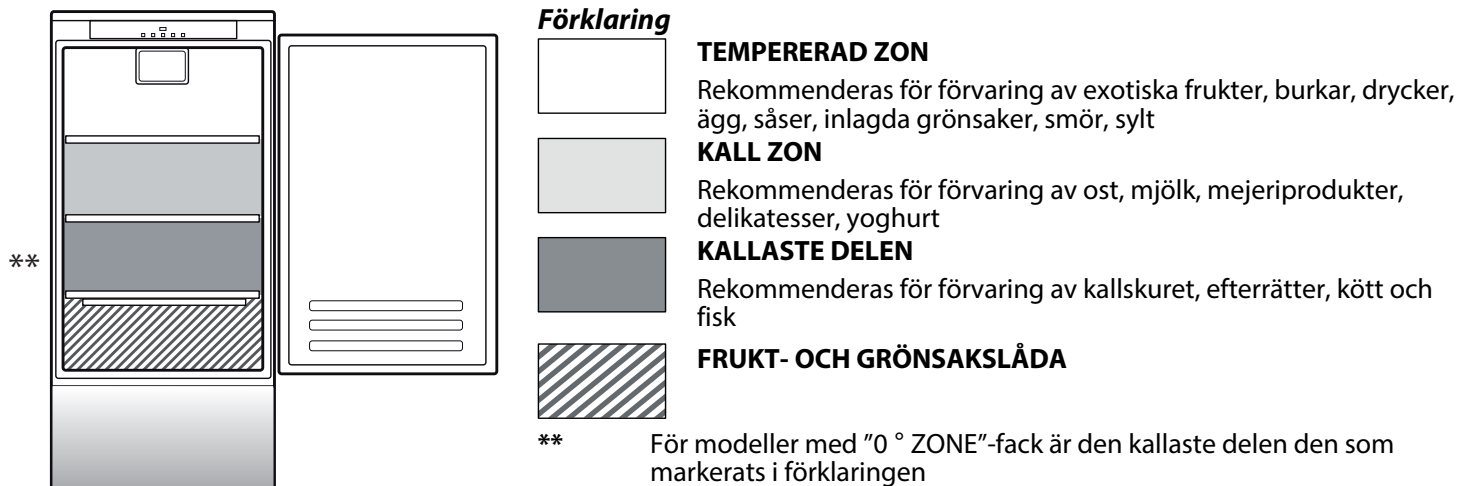 Förklaring
TEMPERERAD ZON
Rekommenderas för förvaring av exotiska frukter, burkar, drycker,
ägg, såser, inlagda grönsaker, smör, sylt
KALL ZON
Rekommenderas för förvaring av ost, mjölk, mejeriprodukter,
delikatesser, yoghurt
KALLASTE DELEN
Rekommenderas för förvaring av kallskuret, efterrätter, kött och
fisk
FRUKT- OCH GRÖNSAKSLÅDA
**
** För modeller med ”0 ° ZONE”-fack är den kallaste delen den som
markerats i förklaringen